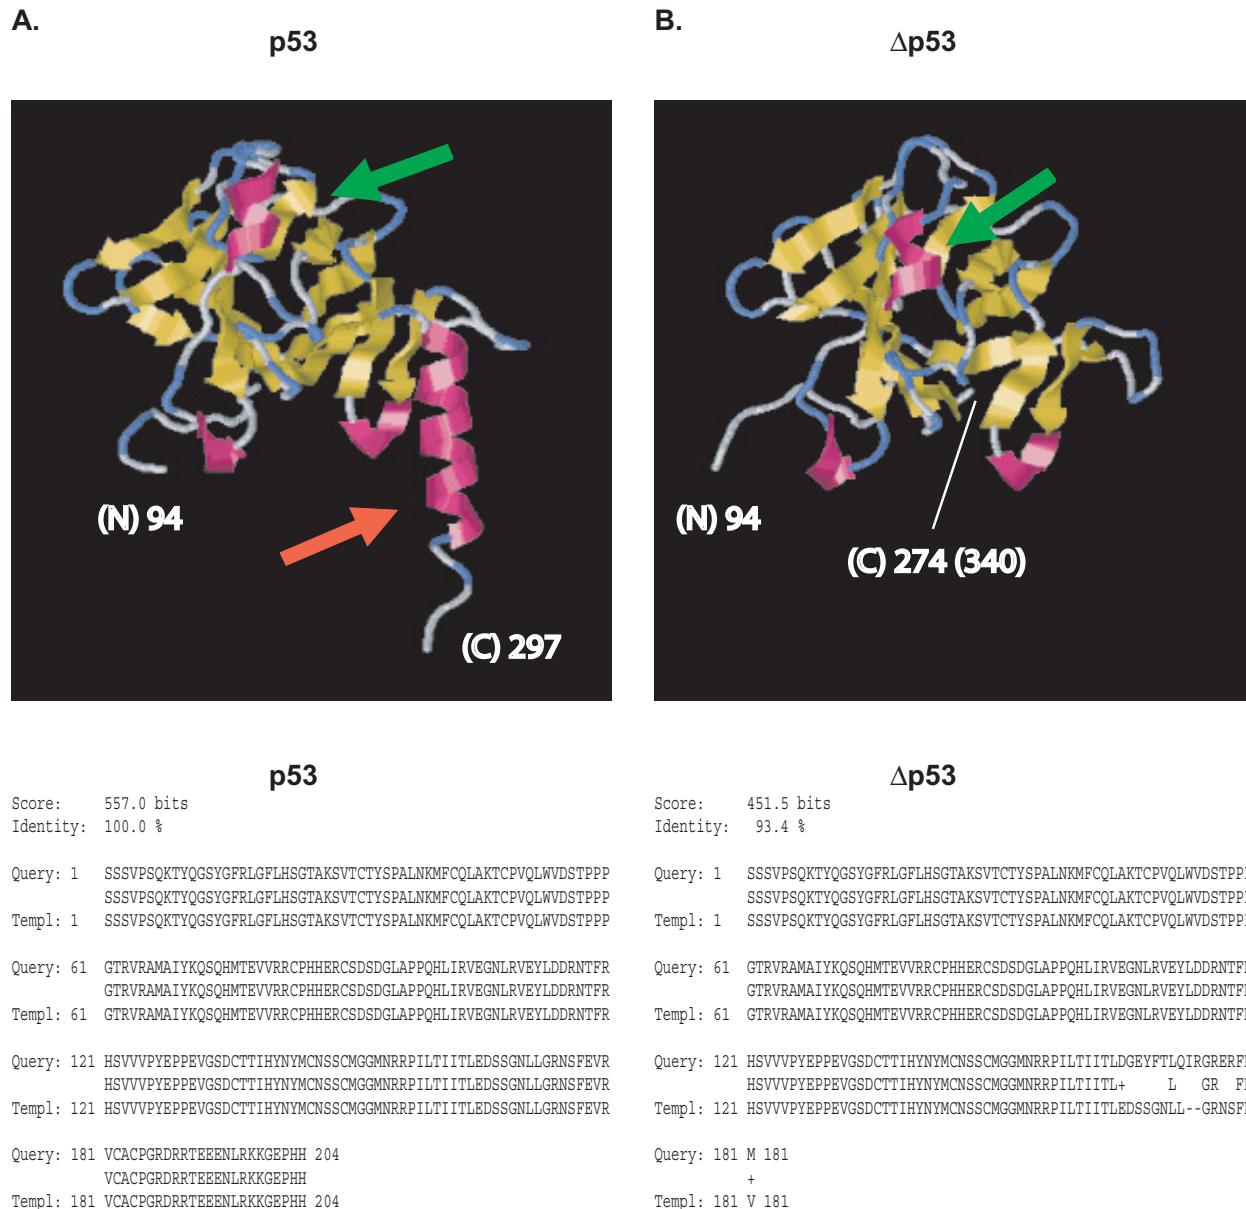 A.
p53
(N) 94
(C) 297
B.
Δp53
(N) 94
(C) 274 (340)
p53
Score: 557.0 bits
Identity: 100.0 %
Query: 1 SSSVPSQKTYQGSYGFRLGFLHSGTAKSVTCTYSPALNKMFCQLAKTCPVQLWVDSTPPP
SSSVPSQKTYQGSYGFRLGFLHSGTAKSVTCTYSPALNKMFCQLAKTCPVQLWVDSTPPP
Templ: 1 SSSVPSQKTYQGSYGFRLGFLHSGTAKSVTCTYSPALNKMFCQLAKTCPVQLWVDSTPPP
Query: 61 GTRVRAMAIYKQSQHMTEVVRRCPHHERCSDSDGLAPPQHLIRVEGNLRVEYLDDRNTFR
GTRVRAMAIYKQSQHMTEVVRRCPHHERCSDSDGLAPPQHLIRVEGNLRVEYLDDRNTFR
Templ: 61 GTRVRAMAIYKQSQHMTEVVRRCPHHERCSDSDGLAPPQHLIRVEGNLRVEYLDDRNTFR
Query: 121 HSVVVPYEPPEVGSDCTTIHYNYMCNSSCMGGMNRRPILTIITLEDSSGNLLGRNSFEVR
HSVVVPYEPPEVGSDCTTIHYNYMCNSSCMGGMNRRPILTIITLEDSSGNLLGRNSFEVR
Templ: 121 HSVVVPYEPPEVGSDCTTIHYNYMCNSSCMGGMNRRPILTIITLEDSSGNLLGRNSFEVR
Query: 181 VCACPGRDRRTEEENLRKKGEPHH 204
VCACPGRDRRTEEENLRKKGEPHH
Templ: 181 VCACPGRDRRTEEENLRKKGEPHH 204
Δp53
Score: 451.5 bits
Identity: 93.4 %
Query: 1 SSSVPSQKTYQGSYGFRLGFLHSGTAKSVTCTYSPALNKMFCQLAKTCPVQLWVDSTPP
SSSVPSQKTYQGSYGFRLGFLHSGTAKSVTCTYSPALNKMFCQLAKTCPVQLWVDSTPP
Templ: 1 SSSVPSQKTYQGSYGFRLGFLHSGTAKSVTCTYSPALNKMFCQLAKTCPVQLWVDSTPP
Query: 61 GTRVRAMAIYKQSQHMTEVVRRCPHHERCSDSDGLAPPQHLIRVEGNLRVEYLDDRNTF
GTRVRAMAIYKQSQHMTEVVRRCPHHERCSDSDGLAPPQHLIRVEGNLRVEYLDDRNTF
Templ: 61 GTRVRAMAIYKQSQHMTEVVRRCPHHERCSDSDGLAPPQHLIRVEGNLRVEYLDDRNTF
Query: 121 HSVVVPYEPPEVGSDCTTIHYNYMCNSSCMGGMNRRPILTIITLDGEYFTLQIRGRERF
HSVVVPYEPPEVGSDCTTIHYNYMCNSSCMGGMNRRPILTIITL+ L GR F
Templ: 121 HSVVVPYEPPEVGSDCTTIHYNYMCNSSCMGGMNRRPILTIITLEDSSGNLL--GRNSF
Query: 181 M 181
+
Templ: 181 V 181